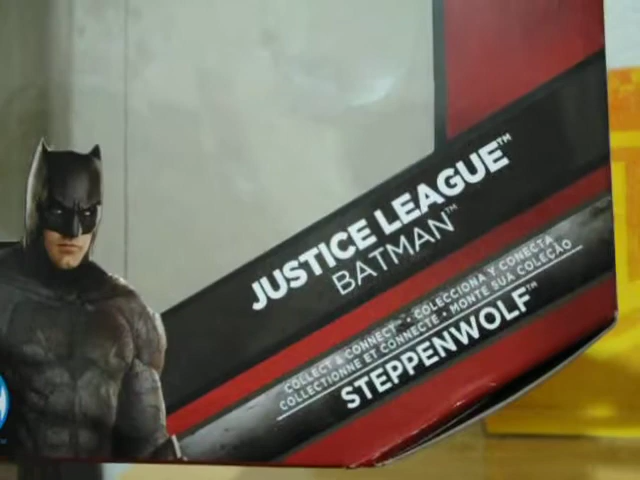 JUSTICE LEAGUE™
BATMAN™
COLLECT & CONNECT • COLECCIONA Y CONECTA
COLLECTIONNE ET CONNECTE • MONTE SUA COLEÇÃO
STEPPENWOLF™